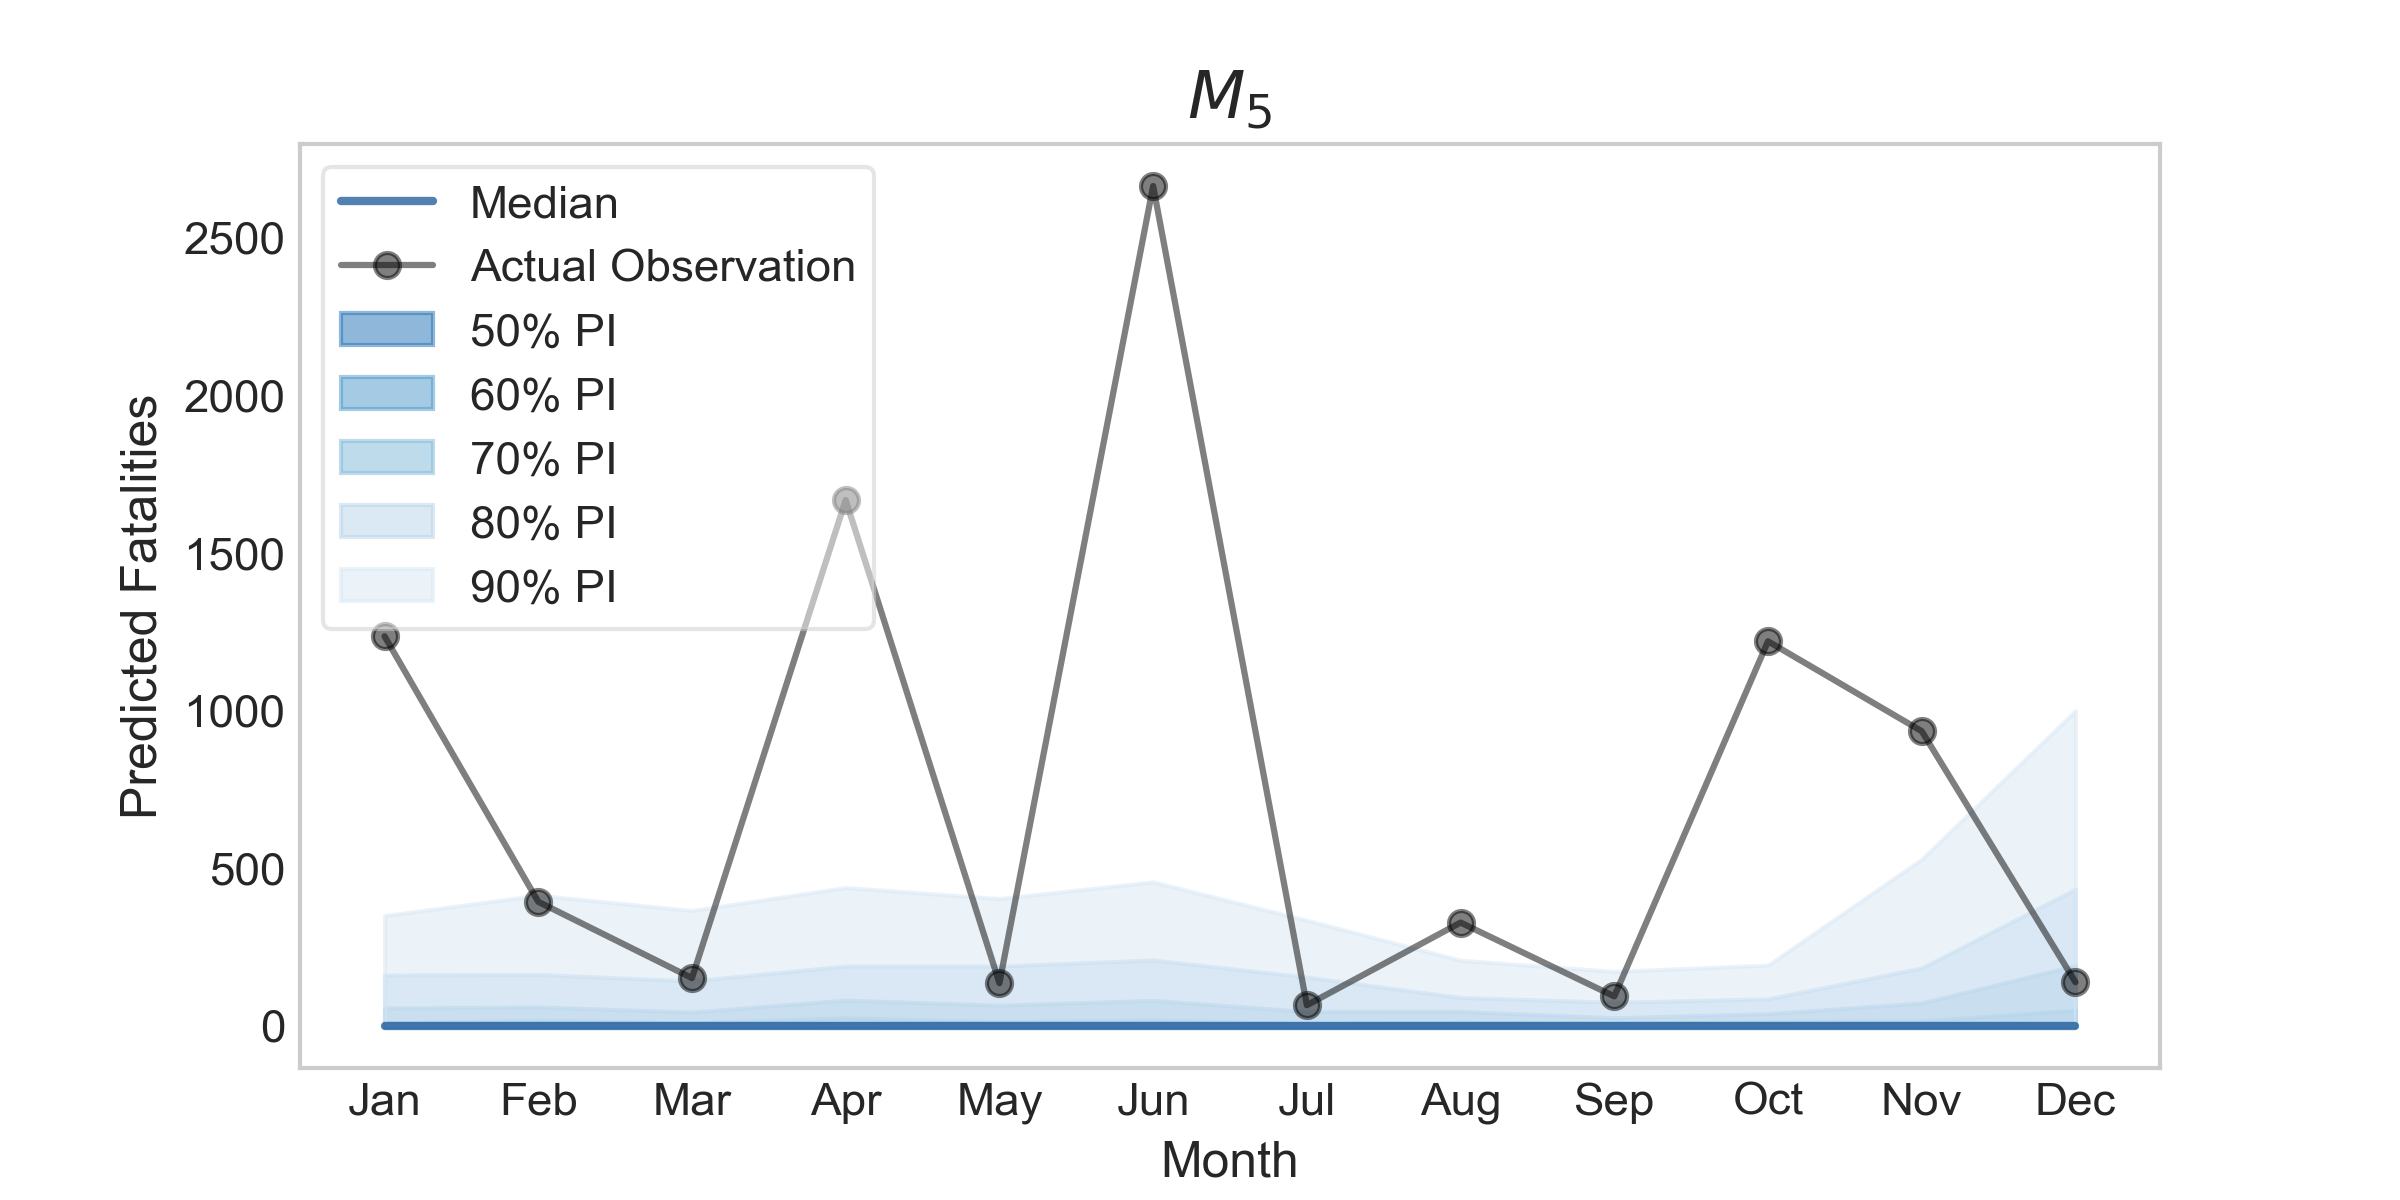 M5
Median
Actual Observation
50% PI
60% PI
70% PI
80% PI
90% PI
Predicted Fatalities
2500
2000
1500
1000
500
0
Jan Feb Mar Apr May Jun Jul Aug Sep Oct Nov Dec
Month